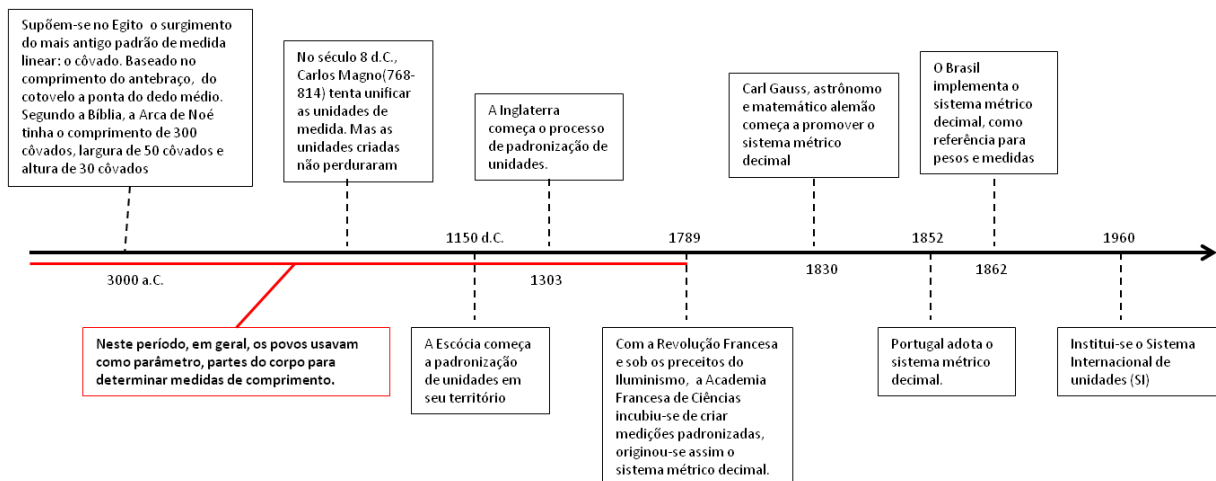 Supõem-se no Egito o surgimento
do mais antigo padrão de medida
linear: o côvado. Baseado no
comprimento do antebraço, do
cotovelo a ponta do dedo médio.
Segundo a Bíblia, a Arca de Noé
tinha o comprimento de 300
côvados, largura de 50 côvados e
altura de 30 côvados
No século 8 d.C.,
Carlos Magno(768-
814) tenta unificar
as unidades de
medida. Mas as
unidades criadas
não perduraram
A Inglaterra
começa o processo
de padronização de
unidades.
Carl Gauss, astrônomo
e matemático alemão
começa a promover o
sistema métrico
decimal
O Brasil
implementa o
sistema métrico
decimal, como
referência para
pesos e medidas
1150 d.C.
1789
1852
1960
3000 a.C.
1303
1830
1862
Neste período, em geral, os povos usavam
como parâmetro, partes do corpo para
determinar medidas de comprimento.
A Escócia começa
a padronização
de unidades em
seu território
Com a Revolução Francesa
e sob os preceitos do
Iluminismo, a Academia
Francesa de Ciências
incubiu-se de criar
medições padronizadas,
originou-se assim o
sistema métrico decimal.
Portugal adota o
sistema métrico
decimal.
Institui-se o Sistema
Internacional de
unidades (SI)